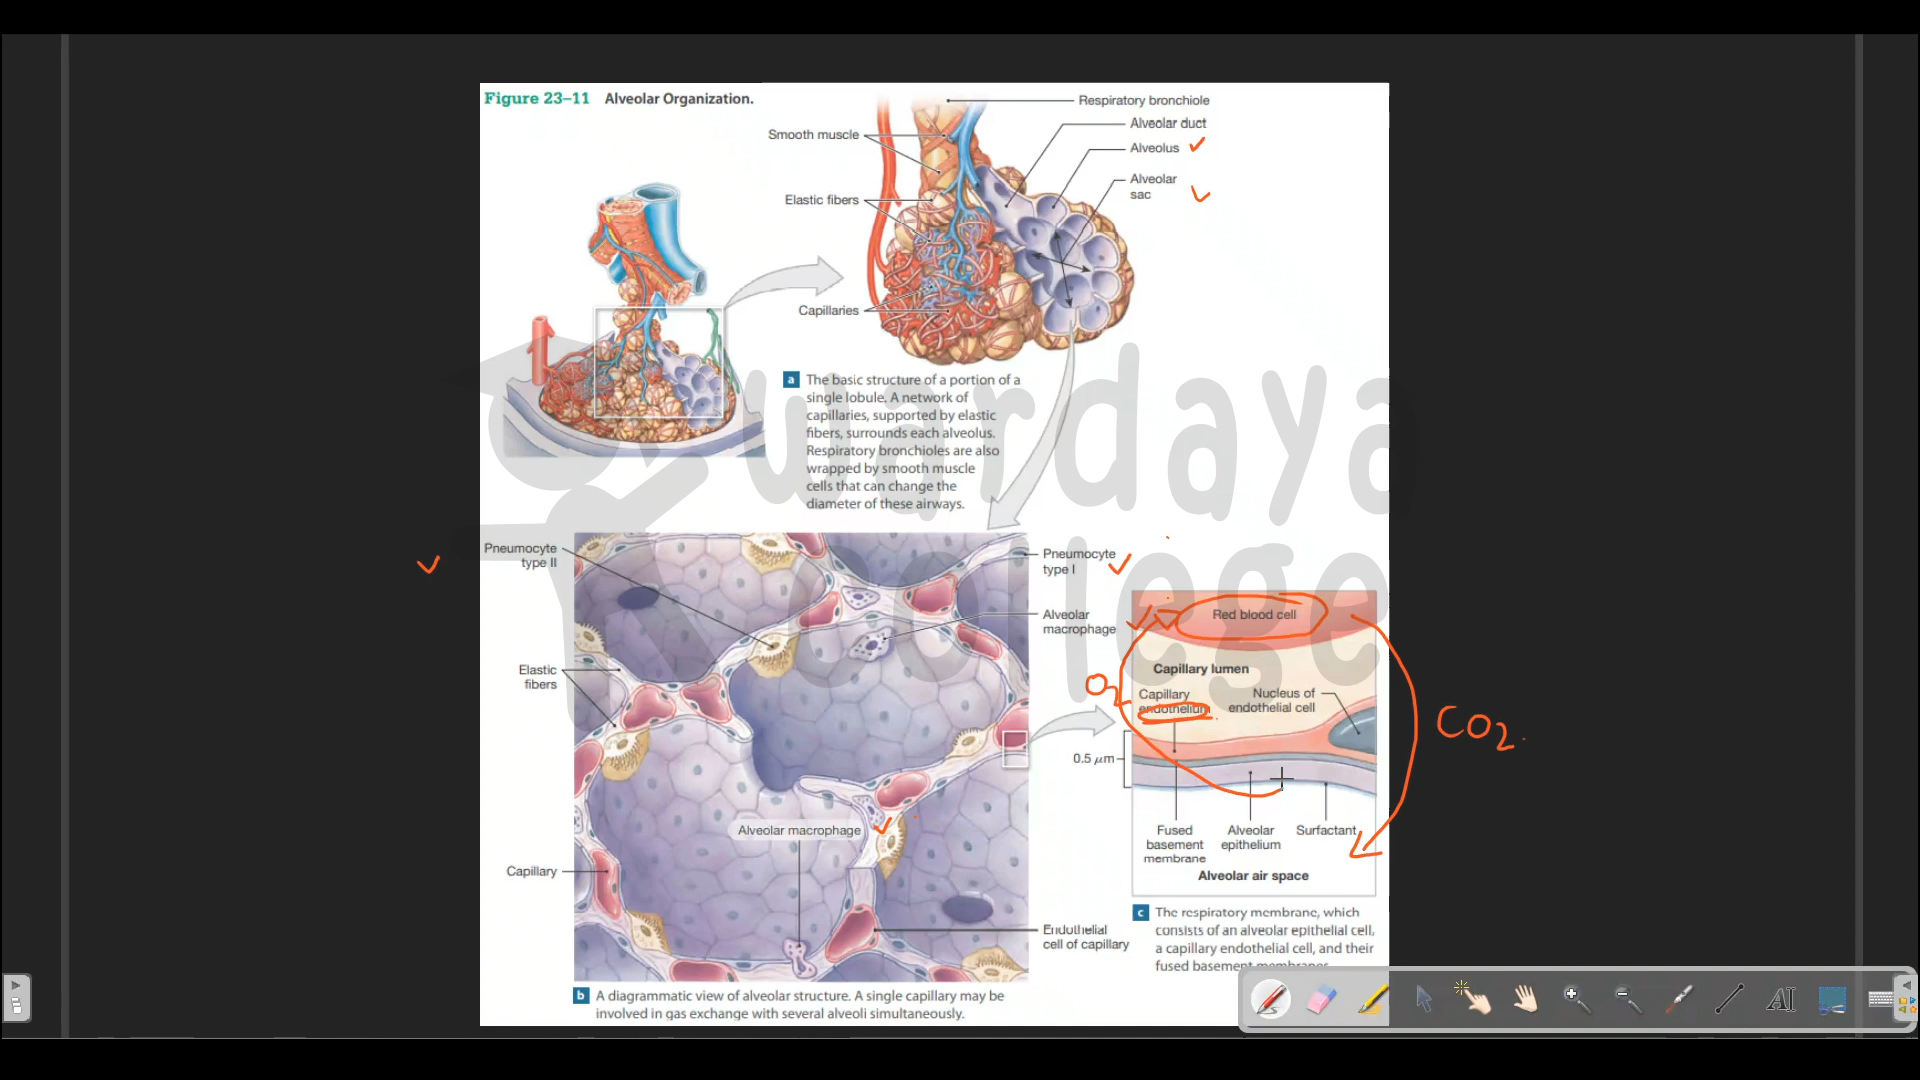 Figure 23–11 Alveolar Organization.
Respiratory bronchiole
Alveolar duct
Alveolus
Alveolar
sac
Smooth muscle
Elastic fibers
Capillaries
a The basic structure of a portion of a
single lobule. A network of
capillaries, supported by elastic
fibers, surrounds each alveolus.
Respiratory bronchioles are also
wrapped by smooth muscle
cells that can change the
diameter of these airways.
wardaya
college
Pneumocyte
type II
Elastic
fibers
Capillary
Alveolar macrophage
Pneumocyte
type I
Alveolar
macrophage
Endothelial
cell of capillary
b A diagrammatic view of alveolar structure. A single capillary may be
involved in gas exchange with several alveoli simultaneously.
Red blood cell
Capillary lumen
Capillary
endothelium
Nucleus of
endothelial cell
O2
CO2
0.5 μm
Fused
basement
membrane
Alveolar
epithelium
Surfactant
Alveolar air space
c The respiratory membrane, which
consists of an alveolar epithelial cell,
a capillary endothelial cell, and their
fused basement membranes.
AI